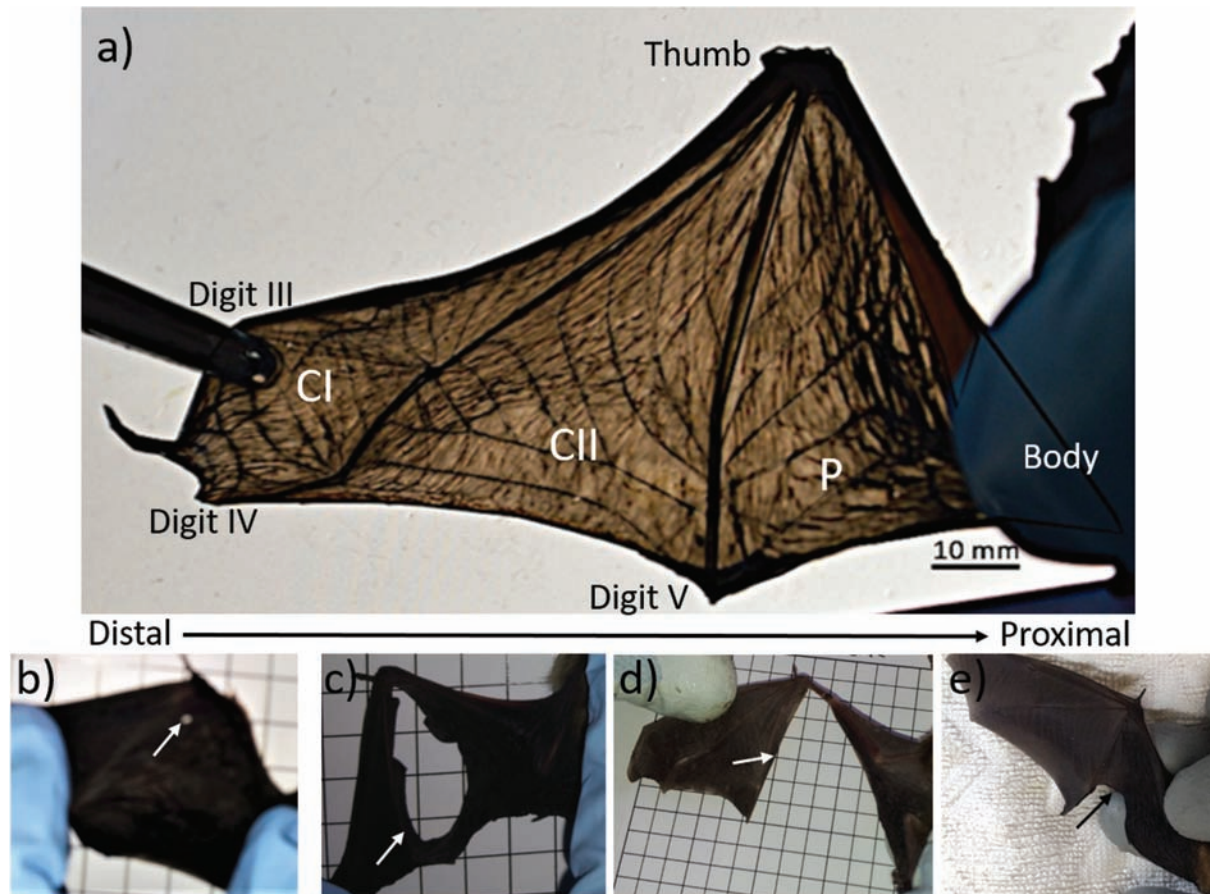 a)
Thumb
Digit III
CI
CII
P
Body
Digit IV
10 mm
Digit V
Distal
Proximal
b)
c)
d)
e)